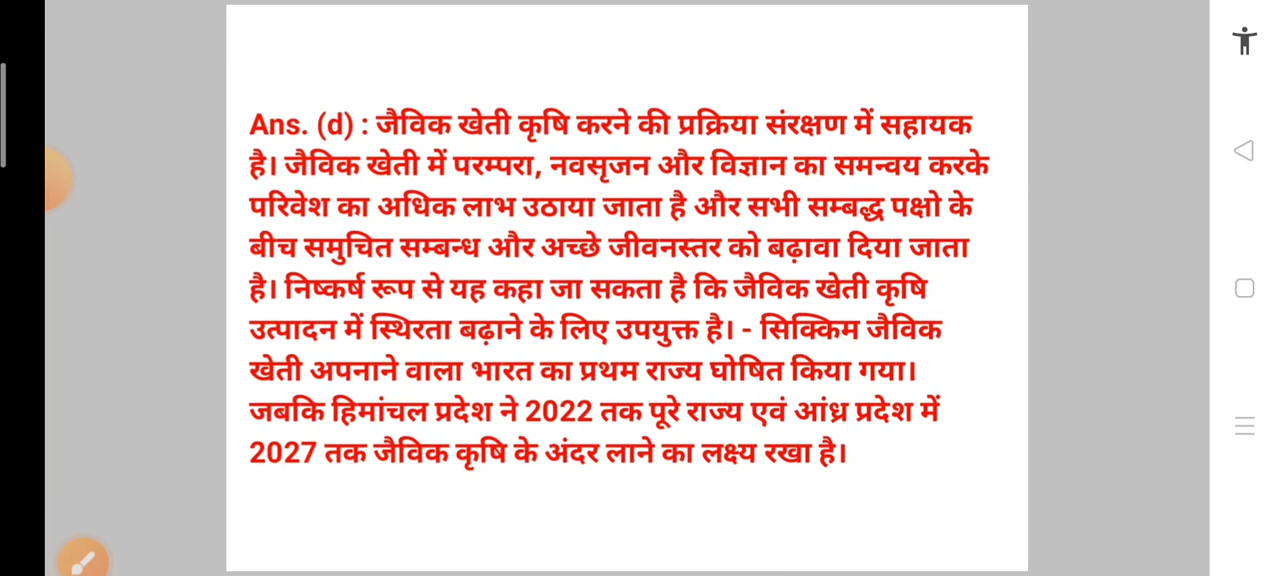 Ans. (d) : जैविक खेती कृषि करने की प्रक्रिया संरक्षण में सहायक
है। जैविक खेती में परम्परा, नवसृजन और विज्ञान का समन्वय करके
परिवेश का अधिक लाभ उठाया जाता है और सभी सम्बद्ध पक्षो के
बीच समुचित सम्बन्ध और अच्छे जीवनस्तर को बढ़ावा दिया जाता
है। निष्कर्ष रूप से यह कहा जा सकता है कि जैविक खेती कृषि
उत्पादन में स्थिरता बढ़ाने के लिए उपयुक्त है। - सिक्किम जैविक
खेती अपनाने वाला भारत का प्रथम राज्य घोषित किया गया।
जबकि हिमांचल प्रदेश ने 2022 तक पूरे राज्य एवं आंध्र प्रदेश में
2027 तक जैविक कृषि के अंदर लाने का लक्ष्य रखा है।